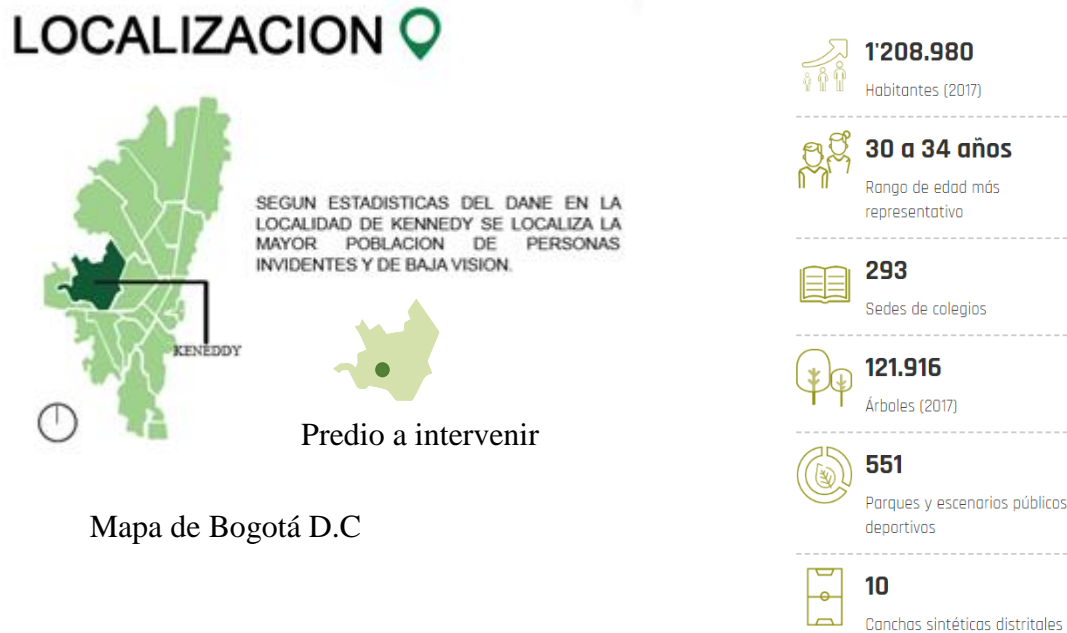 LOCALIZACION
SEGUN ESTADISTICAS DEL DANE EN LA
LOCALIDAD DE KENNEDY SE LOCALIZA LA
MAYOR POBLACION DE PERSONAS
INVIDENTES Y DE BAJA VISION.
KENEDDY
Predio a intervenir
Mapa de Bogotá D.C
1'208.980
Habitantes (2017)
30 a 34 años
Rango de edad más
representativo
293
Sedes de colegios
121.916
Árboles (2017)
551
Parques y escenarios públicos
deportivos
10
Canchas sintéticas distritales